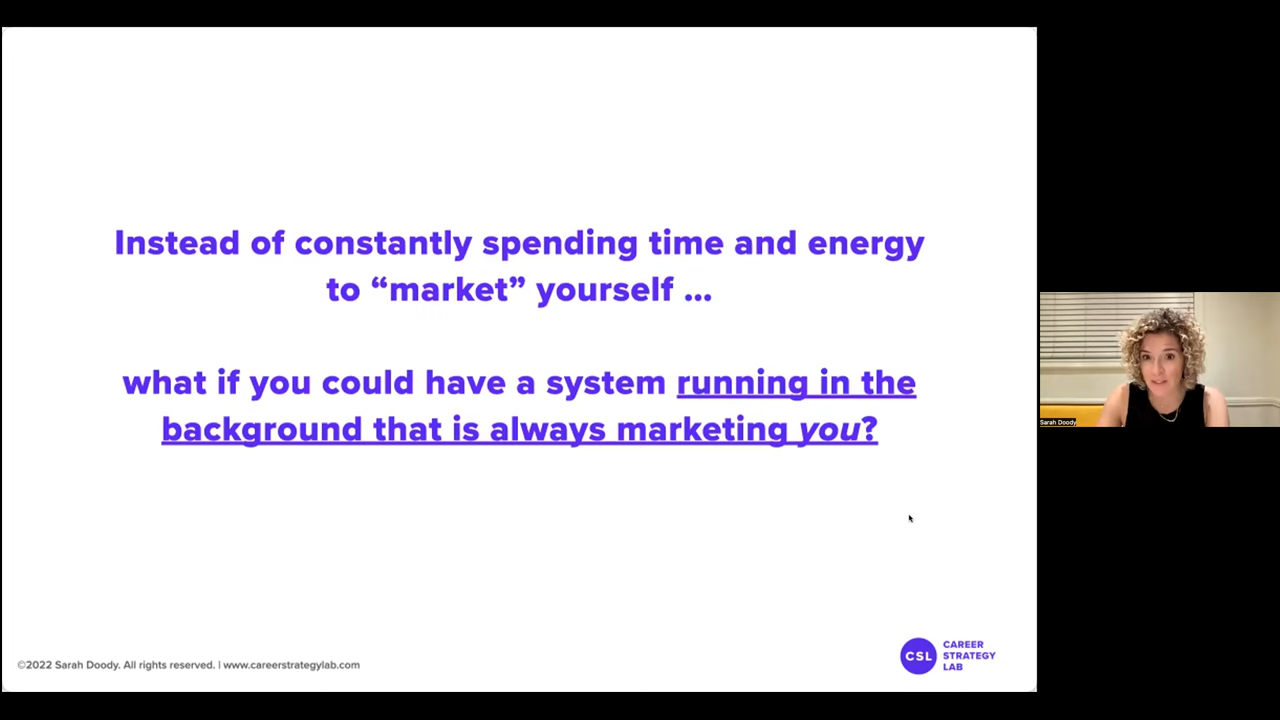 Instead of constantly spending time and energy
to “market” yourself ...
what if you could have a system running in the
background that is always marketing you?
Sarah Doody
©2022 Sarah Doody. All rights reserved. | www.careerstrategylab.com
CSL
CAREER
STRATEGY
LAB